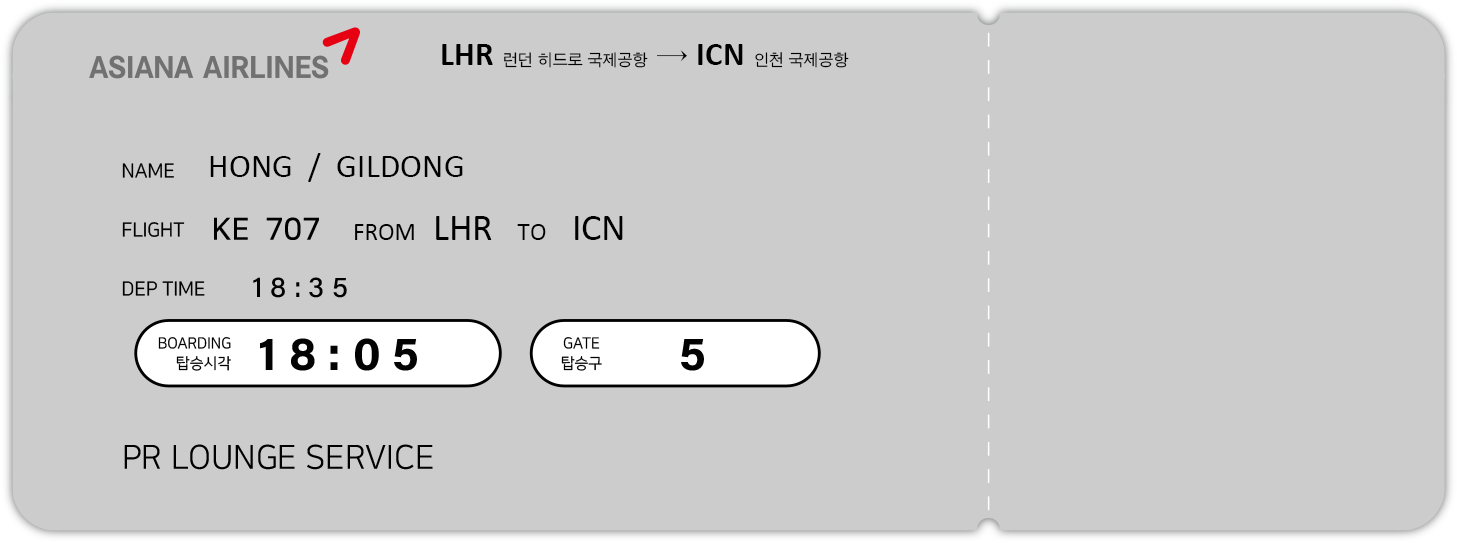 ASIANA AIRLINES
LHR 런던 히드로 국제공항 → ICN 인천 국제공항
NAME HONG / GILDONG
FLIGHT KE 707 FROM LHR TO ICN
DEP TIME 18:35
BOARDING 탑승시각 18:05
GATE 탑승구 5
PR LOUNGE SERVICE